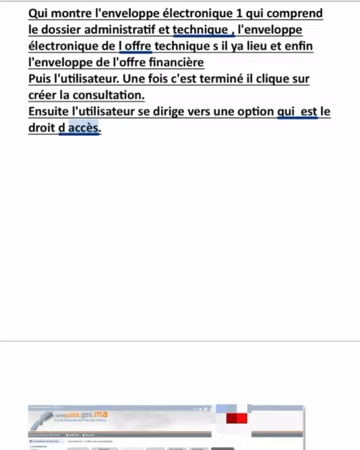 Qui montre l'enveloppe électronique 1 qui comprend
le dossier administratif et technique , l'enveloppe
électronique de l offre technique s il ya lieu et enfin
l'enveloppe de l'offre financière
Puis l'utilisateur. Une fois c'est terminé il clique sur
créer la consultation.
Ensuite l'utilisateur se dirige vers une option qui  est le
droit d accès.
.gov.ma